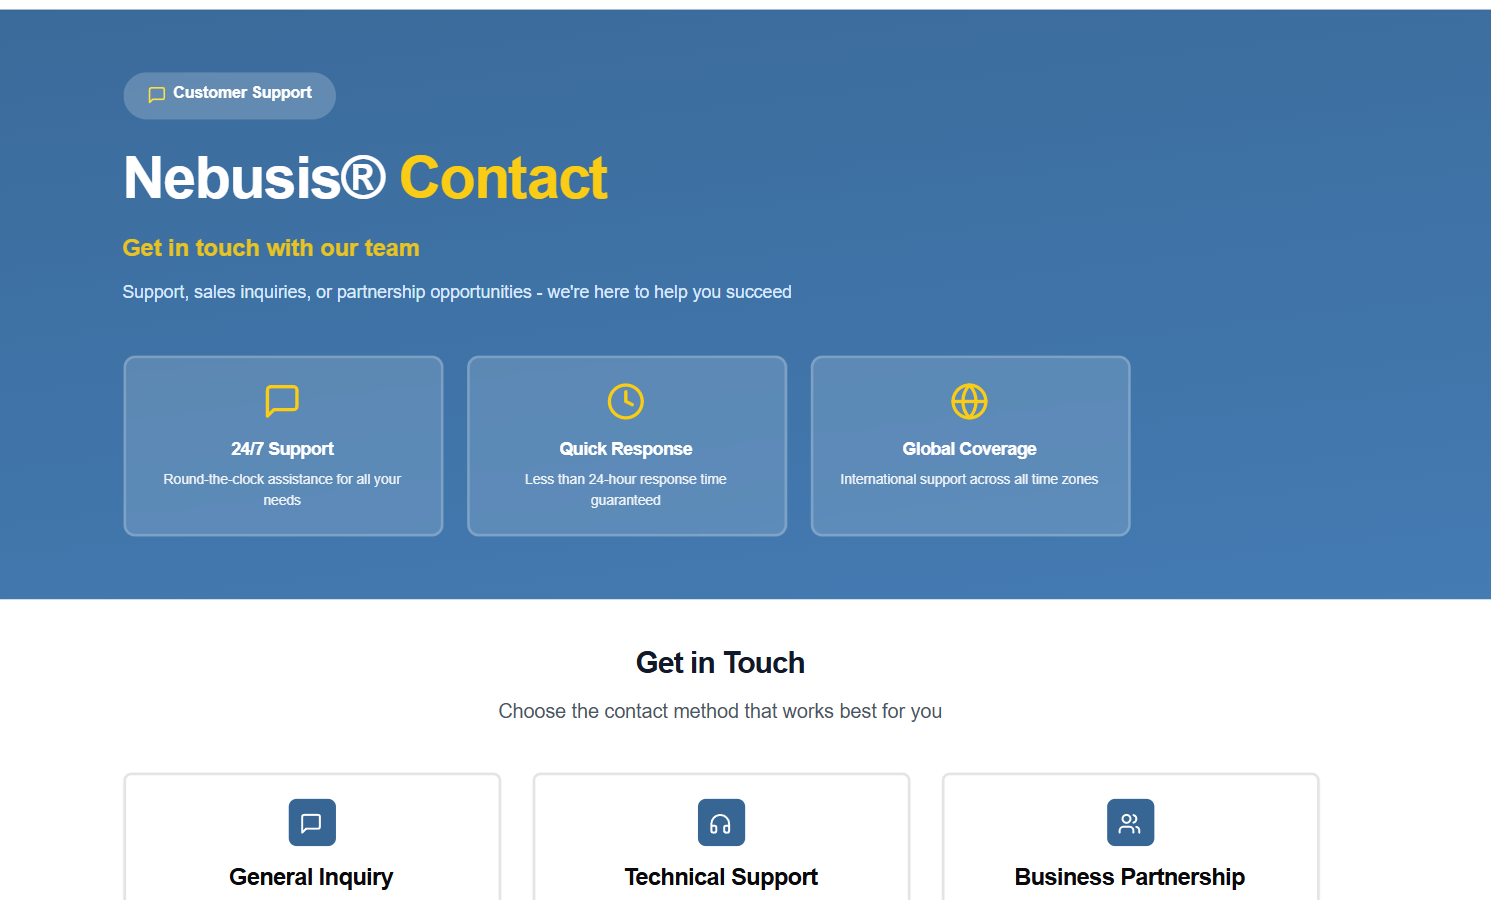 Customer Support
Nebusis® Contact
Get in touch with our team
Support, sales inquiries, or partnership opportunities - we're here to help you succeed
24/7 Support
Round-the-clock assistance for all your
needs
Quick Response
Less than 24-hour response time
guaranteed
Global Coverage
International support across all time zones
Get in Touch
Choose the contact method that works best for you
General Inquiry
Technical Support
Business Partnership